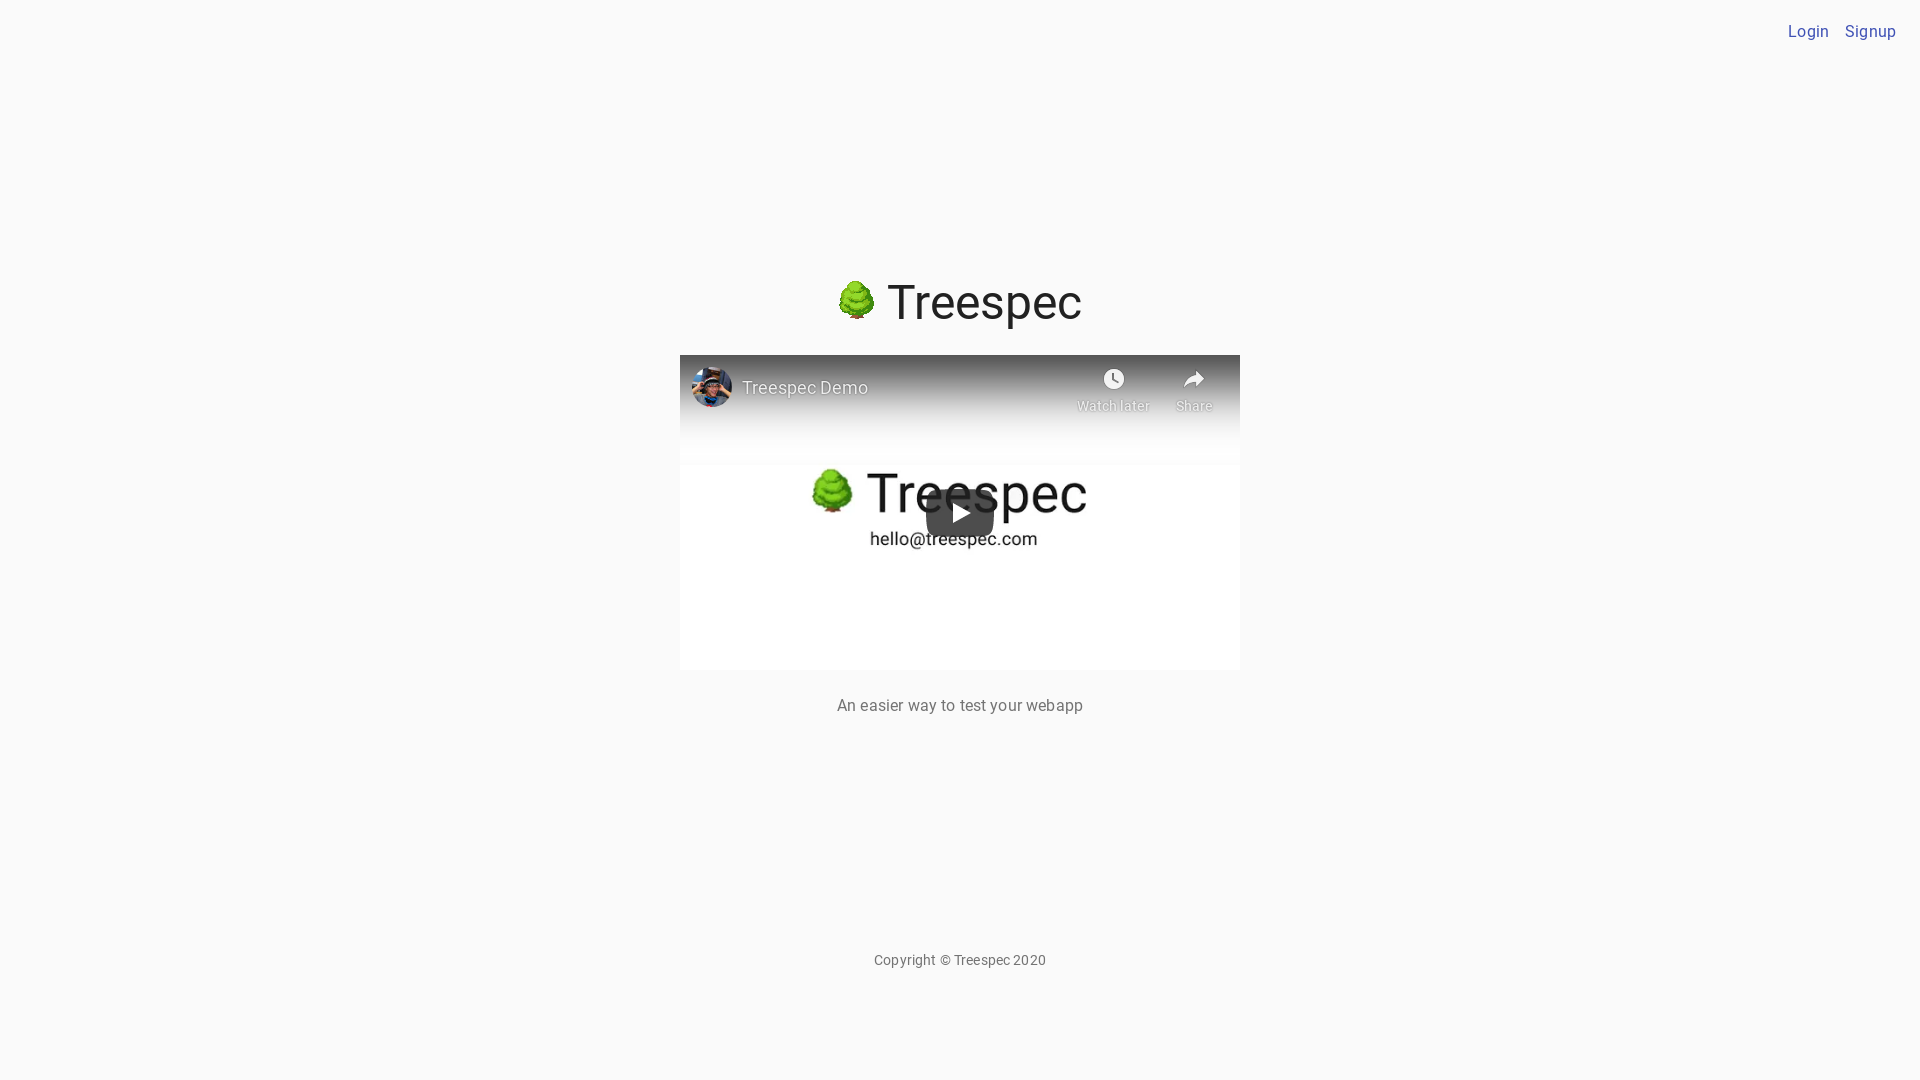 Login Signup
Treespec
Treespec Demo
Watch later Share
Treespec
hello@treespec.com
An easier way to test your webapp
Copyright © Treespec 2020